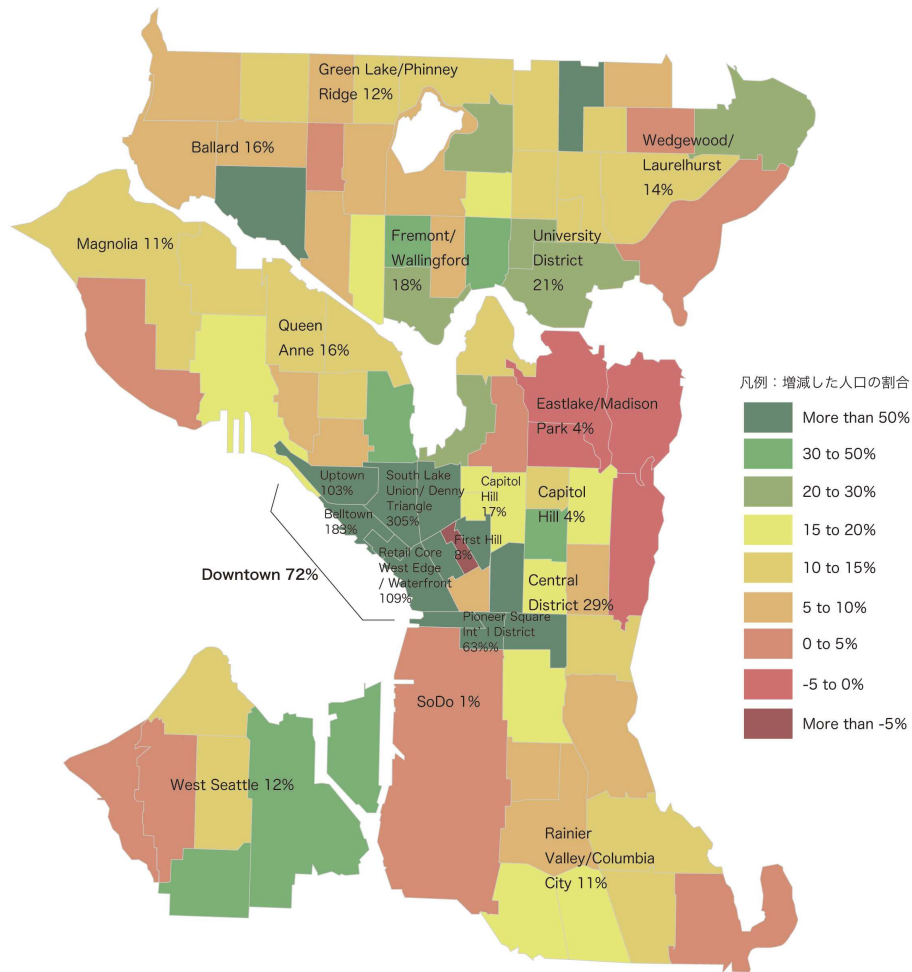 Green Lake/Phinney
Ridge 12%
Ballard 16%
Wedgewood/
Laurelhurst
14%
Magnolia 11%
Fremont/
Wallingford
18%
University
District
21%
Queen
Anne 16%
凡例：増減した人口の割合
More than 50%
30 to 50%
20 to 30%
15 to 20%
10 to 15%
5 to 10%
0 to 5%
-5 to 0%
More than -5%
Eastlake/Madison
Park 4%
Uptown
103%
South Lake
Union/ Denny
Triangle
305%
Capitol
Hill
17%
Capitol
Hill 4%
Belltown
183%
First Hill
8%
Retail Core
West Edge
/ Waterfront
109%
Downtown 72%
Central
District 29%
Pioneer Square
Int’l District
63%%
SoDo 1%
West Seattle 12%
Rainier
Valley/Columbia
City 11%